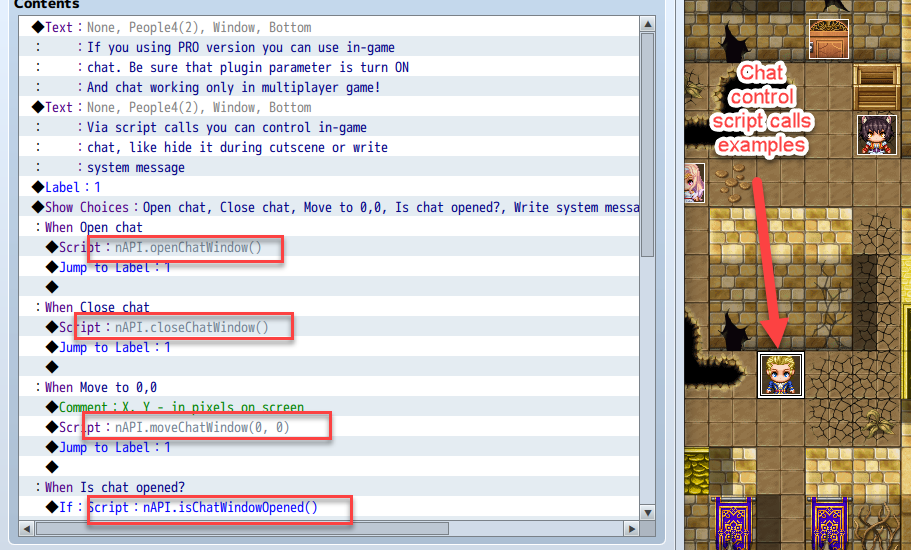 Contents
◆Text：None, People4(2), Window, Bottom
：　　：If you using PRO version you can use in-game
：　　：chat. Be sure that plugin parameter is turn ON
：　　：And chat working only in multiplayer game!
◆Text：None, People4(2), Window, Bottom
：　　：Via script calls you can control in-game
：　　：chat, like hide it during cutscene or write
：　　：system message
◆Label：1
◆Show Choices：Open chat, Close chat, Move to 0,0, Is chat opened?, Write system messa
：When Open chat
◆Script：nAPI.openChatWindow()
◆Jump to Label：1
◆
：When Close chat
◆Script：nAPI.closeChatWindow()
◆Jump to Label：1
◆
：When Move to 0,0
◆Comment：X, Y - in pixels on screen
◆Script：nAPI.moveChatWindow(0, 0)
◆Jump to Label：1
◆
：When Is chat opened?
◆If：Script：nAPI.isChatWindowOpened()
Chat
control
script calls
examples